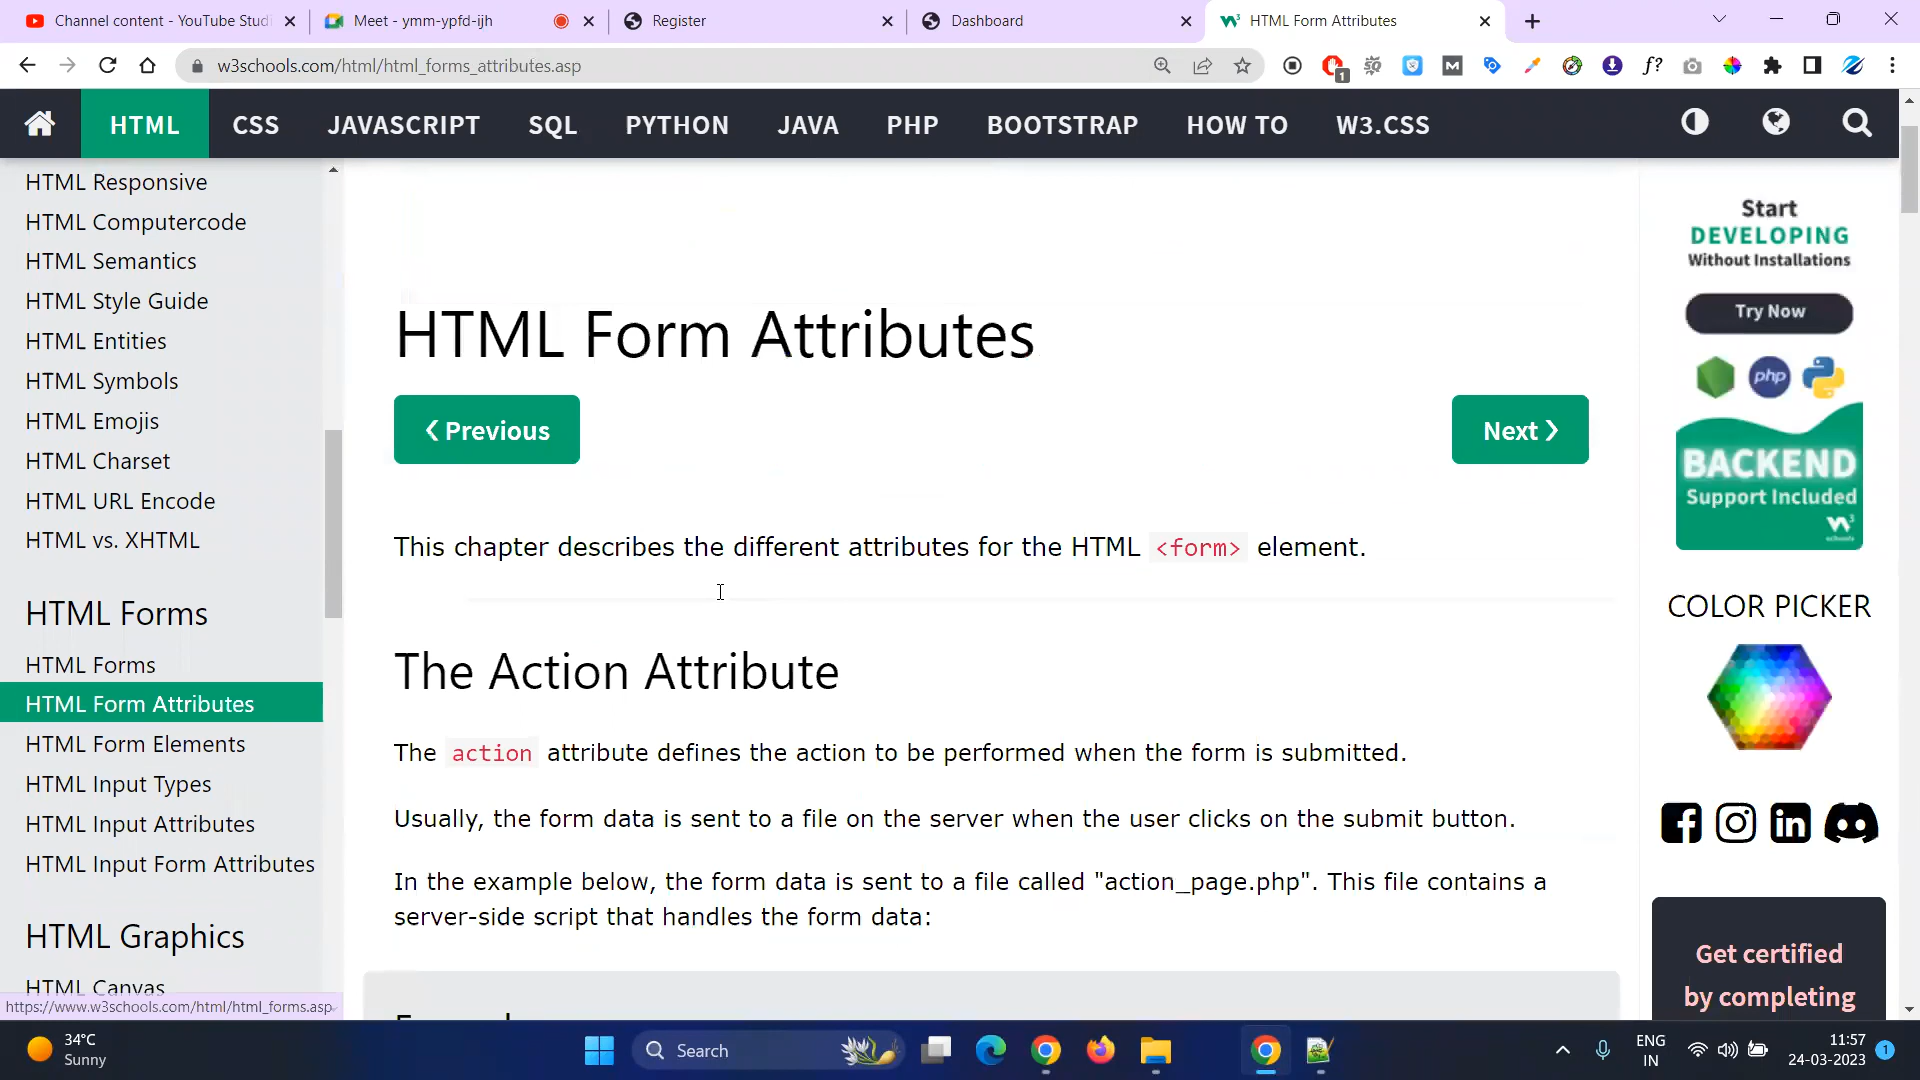 Channel content - YouTube Studi
Meet - ymm-ypfd-ijh
Register
Dashboard
HTML Form Attributes
w3schools.com/html/html_forms_attributes.asp
1
f?
HTML
CSS
JAVASCRIPT
SQL
PYTHON
JAVA
PHP
BOOTSTRAP
HOW TO
W3.CSS
HTML Responsive
HTML Computercode
HTML Semantics
HTML Style Guide
HTML Entities
HTML Symbols
HTML Emojis
HTML Charset
HTML URL Encode
HTML vs. XHTML
HTML Forms
HTML Forms
HTML Form Attributes
HTML Form Elements
HTML Input Types
HTML Input Attributes
HTML Input Form Attributes
HTML Graphics
HTML Canvas
https://www.w3schools.com/html/html_forms.asp
HTML Form Attributes
❮ Previous
Next ❯
This chapter describes the different attributes for the HTML <form> element.
The Action Attribute
The action attribute defines the action to be performed when the form is submitted.
Usually, the form data is sent to a file on the server when the user clicks on the submit button.
In the example below, the form data is sent to a file called "action_page.php". This file contains a
server-side script that handles the form data:
Start
DEVELOPING
Without Installations
Try Now
php
BACKEND
Support Included
W3
schools
COLOR PICKER
Get certified
by completing
34°C
Sunny
Search
ENG
IN
11:57
24-03-2023
1